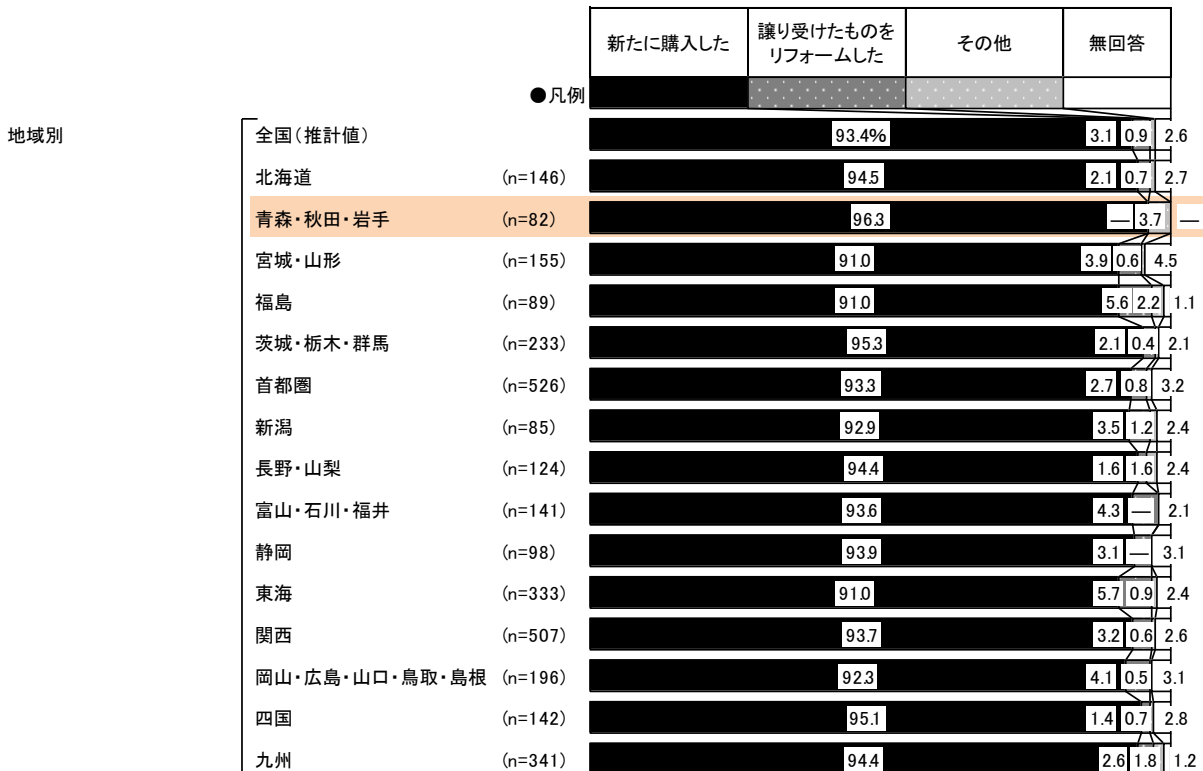 新たに購入した 譲り受けたものを リフォームした その他 無回答
●凡例
地域別
全国(推計値) 93.4% 3.1 0.9 2.6
北海道 (n=146) 94.5 2.1 0.7 2.7
青森・秋田・岩手 (n=82) 96.3 — 3.7 —
宮城・山形 (n=155) 91.0 3.9 0.6 4.5
福島 (n=89) 91.0 5.6 2.2 1.1
茨城・栃木・群馬 (n=233) 95.3 2.1 0.4 2.1
首都圏 (n=526) 93.3 2.7 0.8 3.2
新潟 (n=85) 92.9 3.5 1.2 2.4
長野・山梨 (n=124) 94.4 1.6 1.6 2.4
富山・石川・福井 (n=141) 93.6 4.3 — 2.1
静岡 (n=98) 93.9 3.1 — 3.1
東海 (n=333) 91.0 5.7 0.9 2.4
関西 (n=507) 93.7 3.2 0.6 2.6
岡山・広島・山口・鳥取・島根 (n=196) 92.3 4.1 0.5 3.1
四国 (n=142) 95.1 1.4 0.7 2.8
九州 (n=341) 94.4 2.6 1.8 1.2